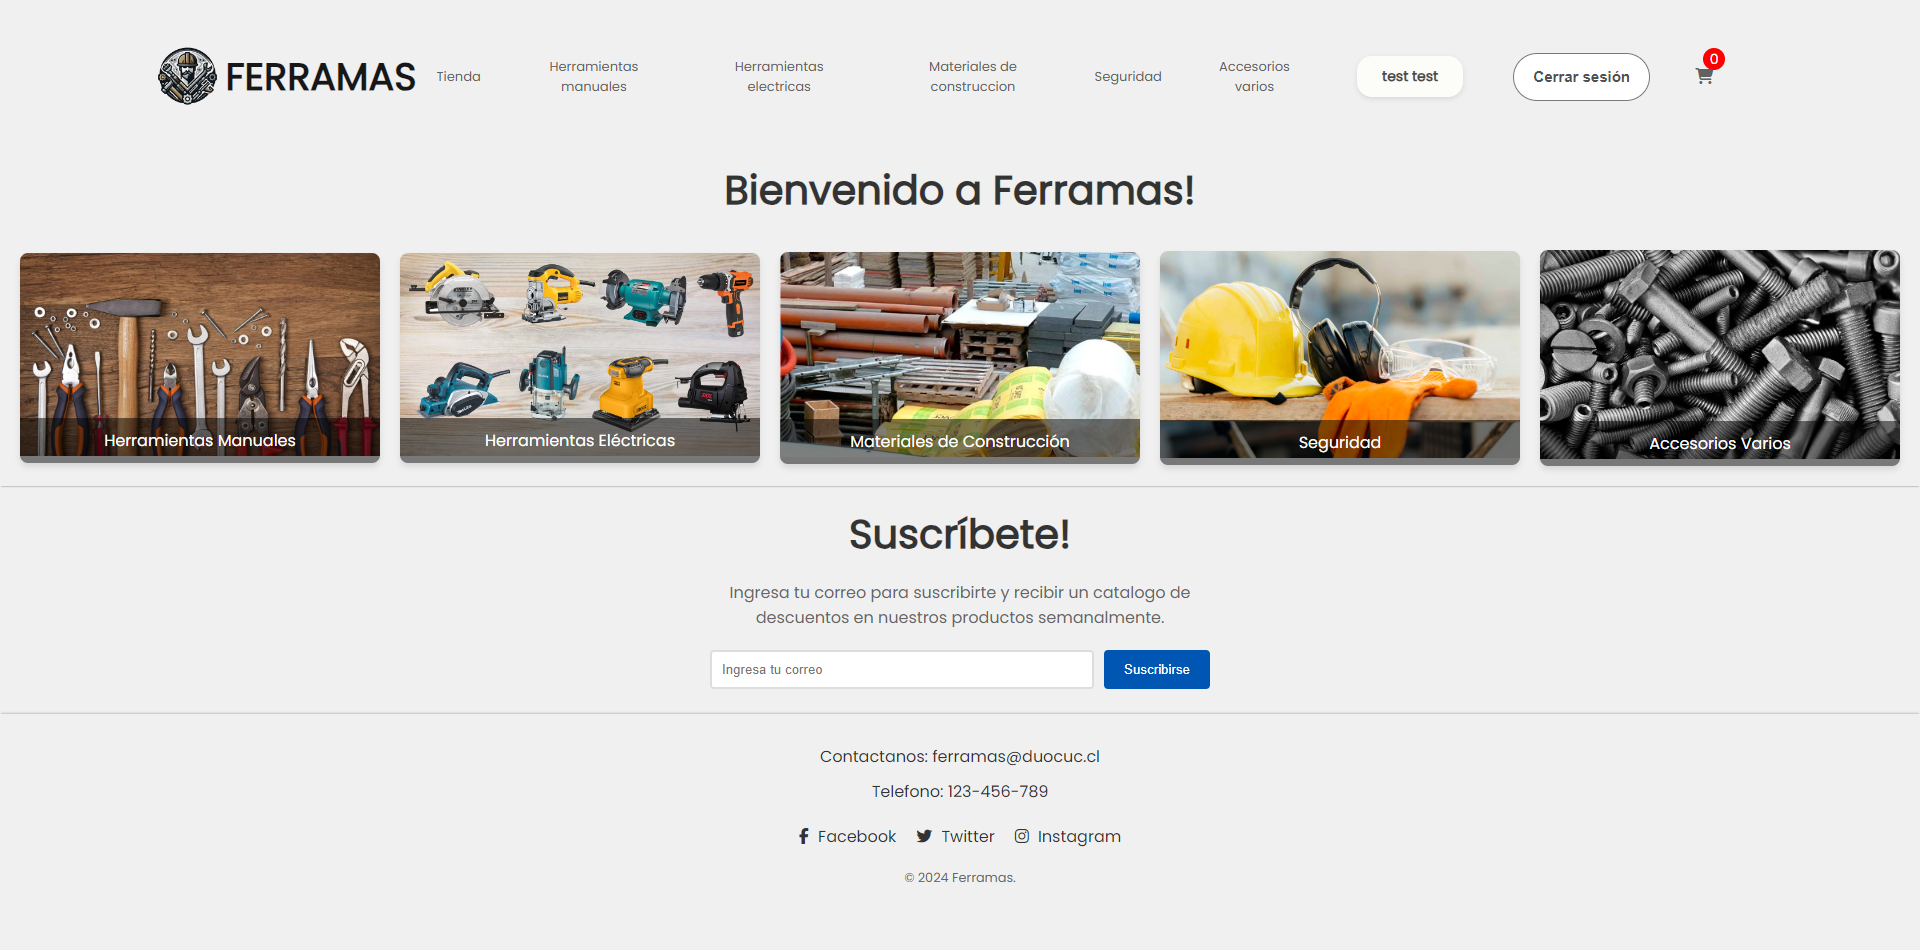 FERRAMAS
Tienda
Herramientas
manuales
Herramientas
electricas
Materiales de
construccion
Seguridad
Accesorios
varios
test test
Cerrar sesión
0
Bienvenido a Ferramas!
Herramientas Manuales
Herramientas Eléctricas
Materiales de Construcción
Seguridad
Accesorios Varios
Suscríbete!
Ingresa tu correo para suscribirte y recibir un catalogo de
descuentos en nuestros productos semanalmente.
Ingresa tu correo
Suscribirse
Contactanos: ferramas@duocuc.cl
Telefono: 123-456-789
Facebook
Twitter
Instagram
© 2024 Ferramas.